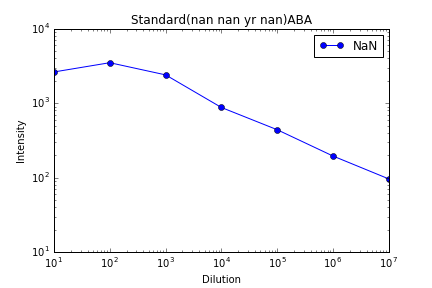 Standard(nan nan yr nan)ABA
NaN
10^4
10^3
10^2
10^1
Intensity
10^1 10^2 10^3 10^4 10^5 10^6 10^7
Dilution